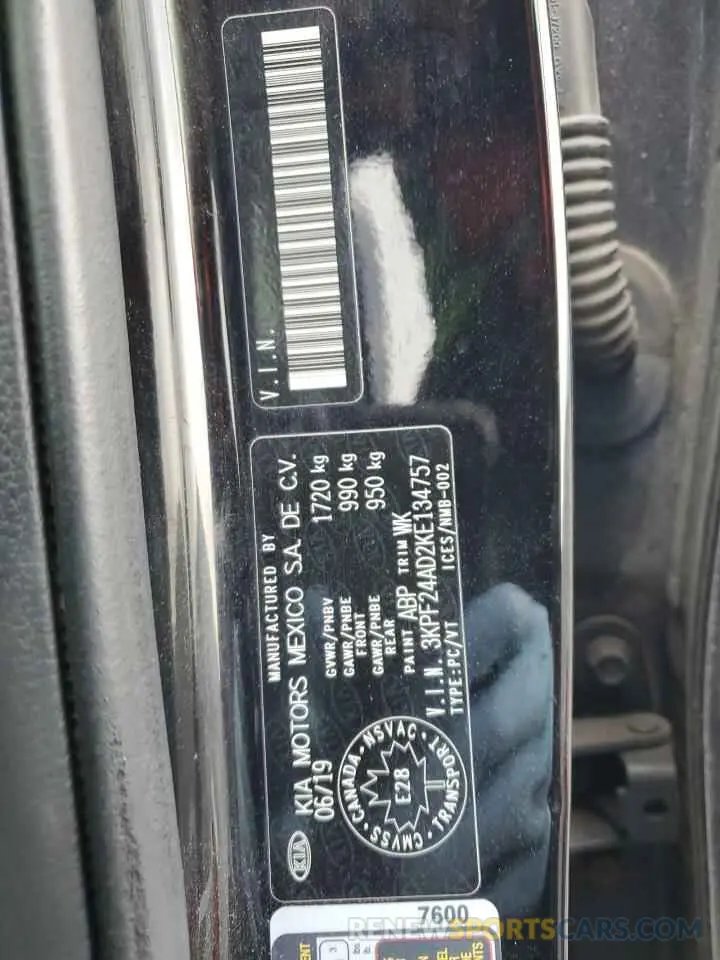 V.I.N.
MANUFACTURED BY
KIA KIA MOTORS MEXICO S.A. DE C.V.
06/19
GVWR/PNBV 1720 kg
GAWR/PNBE FRONT 990 kg
GAWR/PNBE REAR 950 kg
PAINT ABP TRIM WK
V.I.N. 3KPF24AD2KE134757
TYPE:PC/VT ICES/NMB-002
CANADA · NSVAC · TRANSPORT · CMVSS
E28
7600
RENEWSPORTSCARS.COM